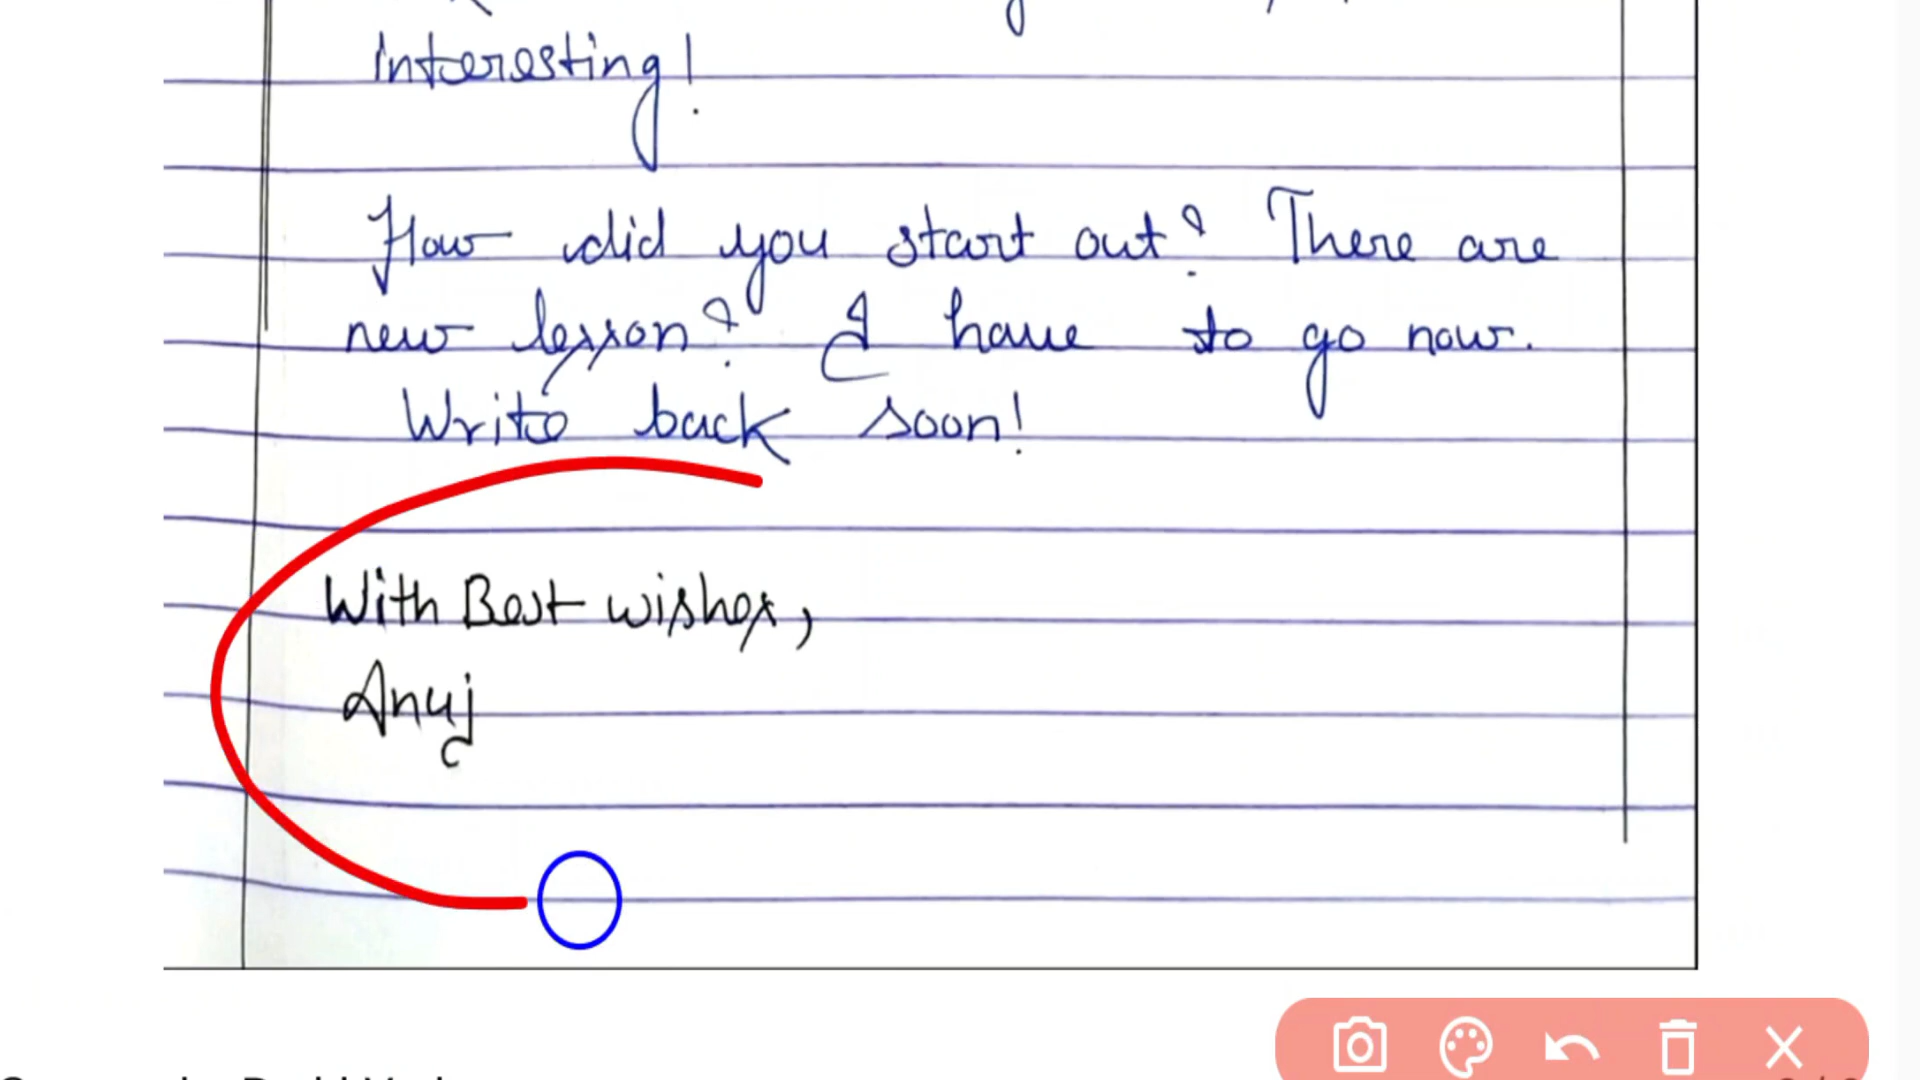 Interesting!
How did you start out? There are
new lesson? I have to go now.
Write back soon!
With Best wishes,
Anuj